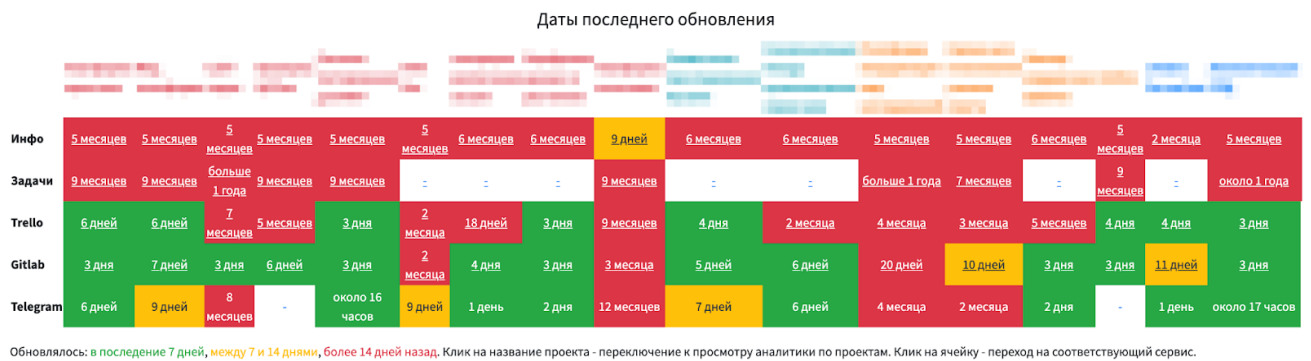 Даты последнего обновления
Инфо 5 месяцев 5 месяцев 5 месяцев 5 месяцев 5 месяцев 5 месяцев 6 месяцев 6 месяцев 9 дней 6 месяцев 6 месяцев 5 месяцев 5 месяцев 6 месяцев 5 месяцев 2 месяца 5 месяцев
Задачи 9 месяцев 9 месяцев больше 1 года 9 месяцев 9 месяцев - - - 9 месяцев - - больше 1 года 7 месяцев - 9 месяцев - около 1 года
Trello 6 дней 6 дней 7 месяцев 5 месяцев 3 дня 2 месяца 18 дней 3 дня 9 месяцев 4 дня 2 месяца 4 месяца 3 месяца 5 месяцев 4 дня 4 дня 3 дня
Gitlab 3 дня 7 дней 3 дня 6 дней 3 дня 2 месяца 4 дня 3 дня 3 месяца 5 дней 6 дней 20 дней 10 дней 3 дня 3 дня 11 дней 3 дня
Telegram 6 дней 9 дней 8 месяцев - около 16 часов 9 дней 1 день 2 дня 12 месяцев 7 дней 6 дней 4 месяца 2 месяца 2 дня - 1 день около 17 часов
Обновлялось: в последение 7 дней, между 7 и 14 днями, более 14 дней назад. Клик на название проекта - переключение к просмотру аналитики по проектам. Клик на ячейку - переход на соответствующий сервис.